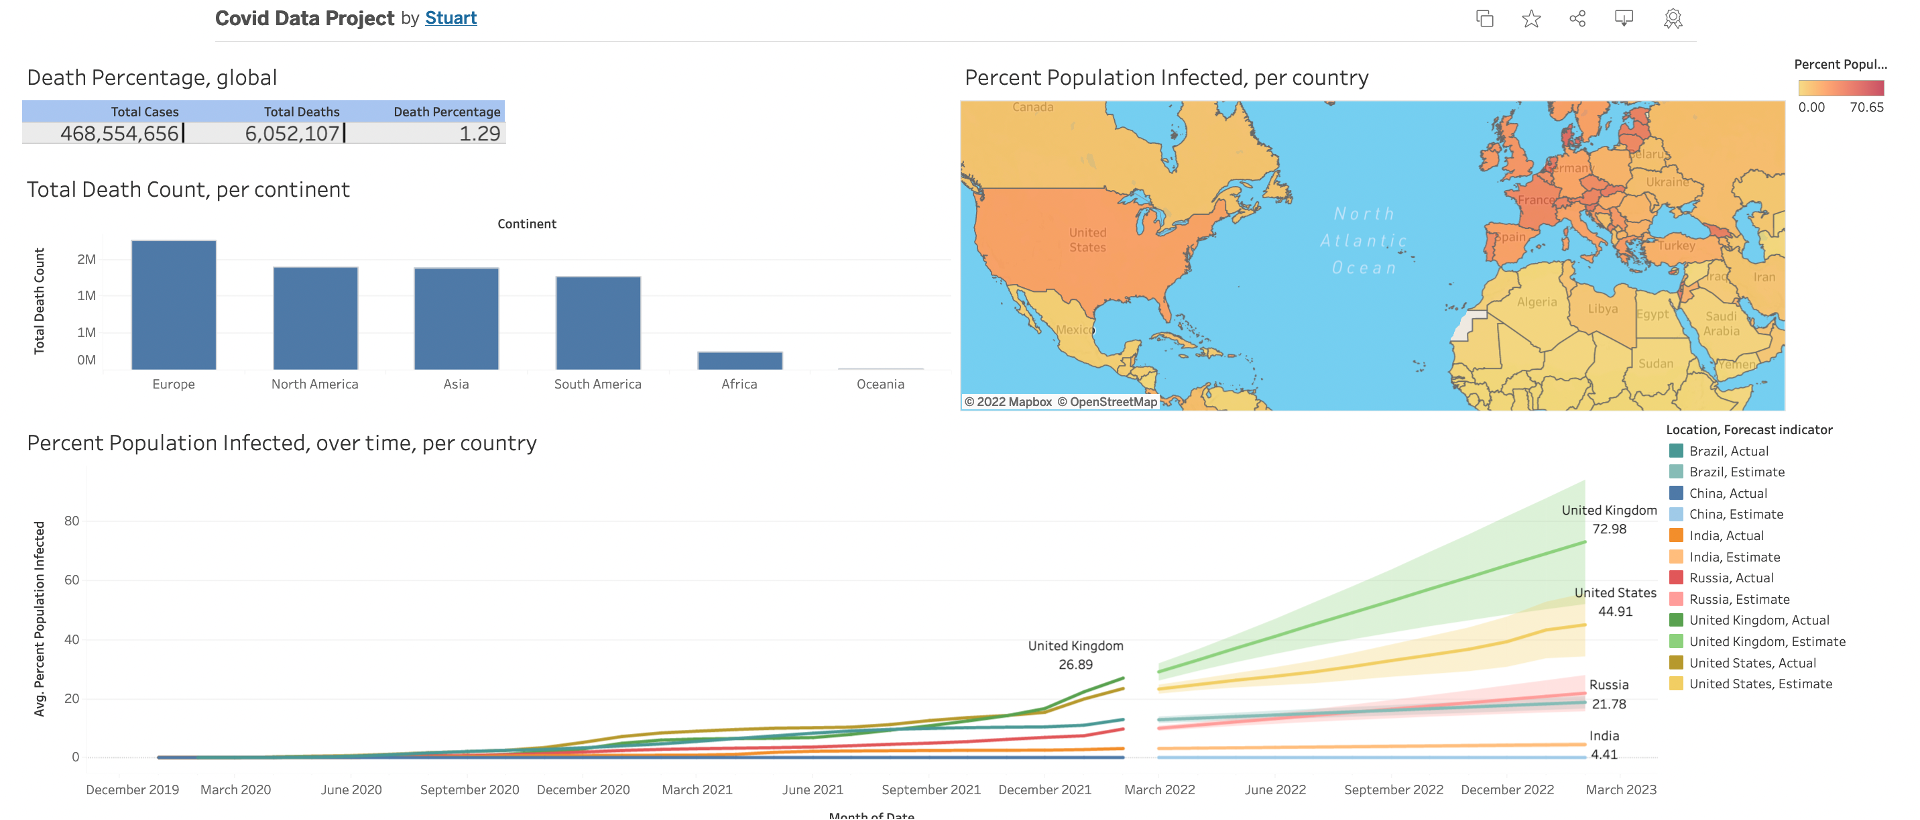 Covid Data Project by Stuart
Death Percentage, global
Total Cases Total Deaths Death Percentage
468,554,656 6,052,107 1.29
Total Death Count, per continent
Continent
Total Death Count
2M
1M
1M
0M
Europe North America Asia South America Africa Oceania
Percent Population Infected, per country
Canada
United
States
Mexico
North
Atlantic
Ocean
Germany
France
Spain
Belarus
Ukraine
Turkey
Iraq
Iran
Algeria
Libya
Egypt
Saudi
Arabia
Sudan
Yemen
© 2022 Mapbox © OpenStreetMap
Percent Popul...
0.00 70.65
Percent Population Infected, over time, per country
Avg. Percent Population Infected
80
60
40
20
0
United Kingdom
26.89
United Kingdom
72.98
United States
44.91
Russia
21.78
India
4.41
December 2019 March 2020 June 2020 September 2020 December 2020 March 2021 June 2021 September 2021 December 2021 March 2022 June 2022 September 2022 December 2022 March 2023
Month of Date
Location, Forecast indicator
Brazil, Actual
Brazil, Estimate
China, Actual
China, Estimate
India, Actual
India, Estimate
Russia, Actual
Russia, Estimate
United Kingdom, Actual
United Kingdom, Estimate
United States, Actual
United States, Estimate